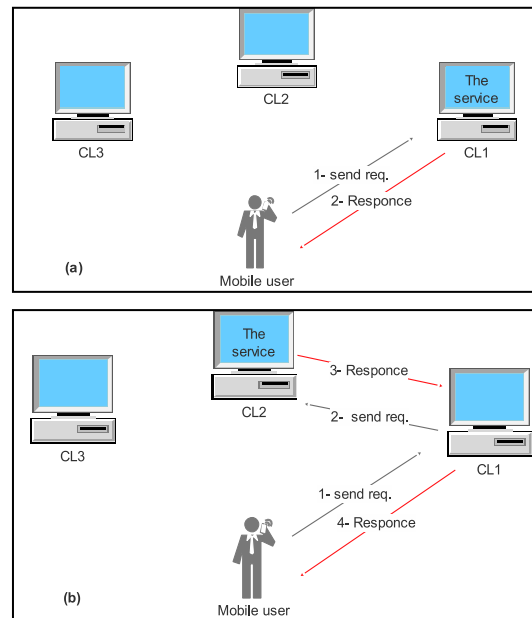 CL2
The
service
CL3
CL1
1- send req.
2- Responce
(a)
Mobile user
The
service
3- Responce
CL2
2- send req.
CL3
CL1
1- send req.
4- Responce
(b)
Mobile user